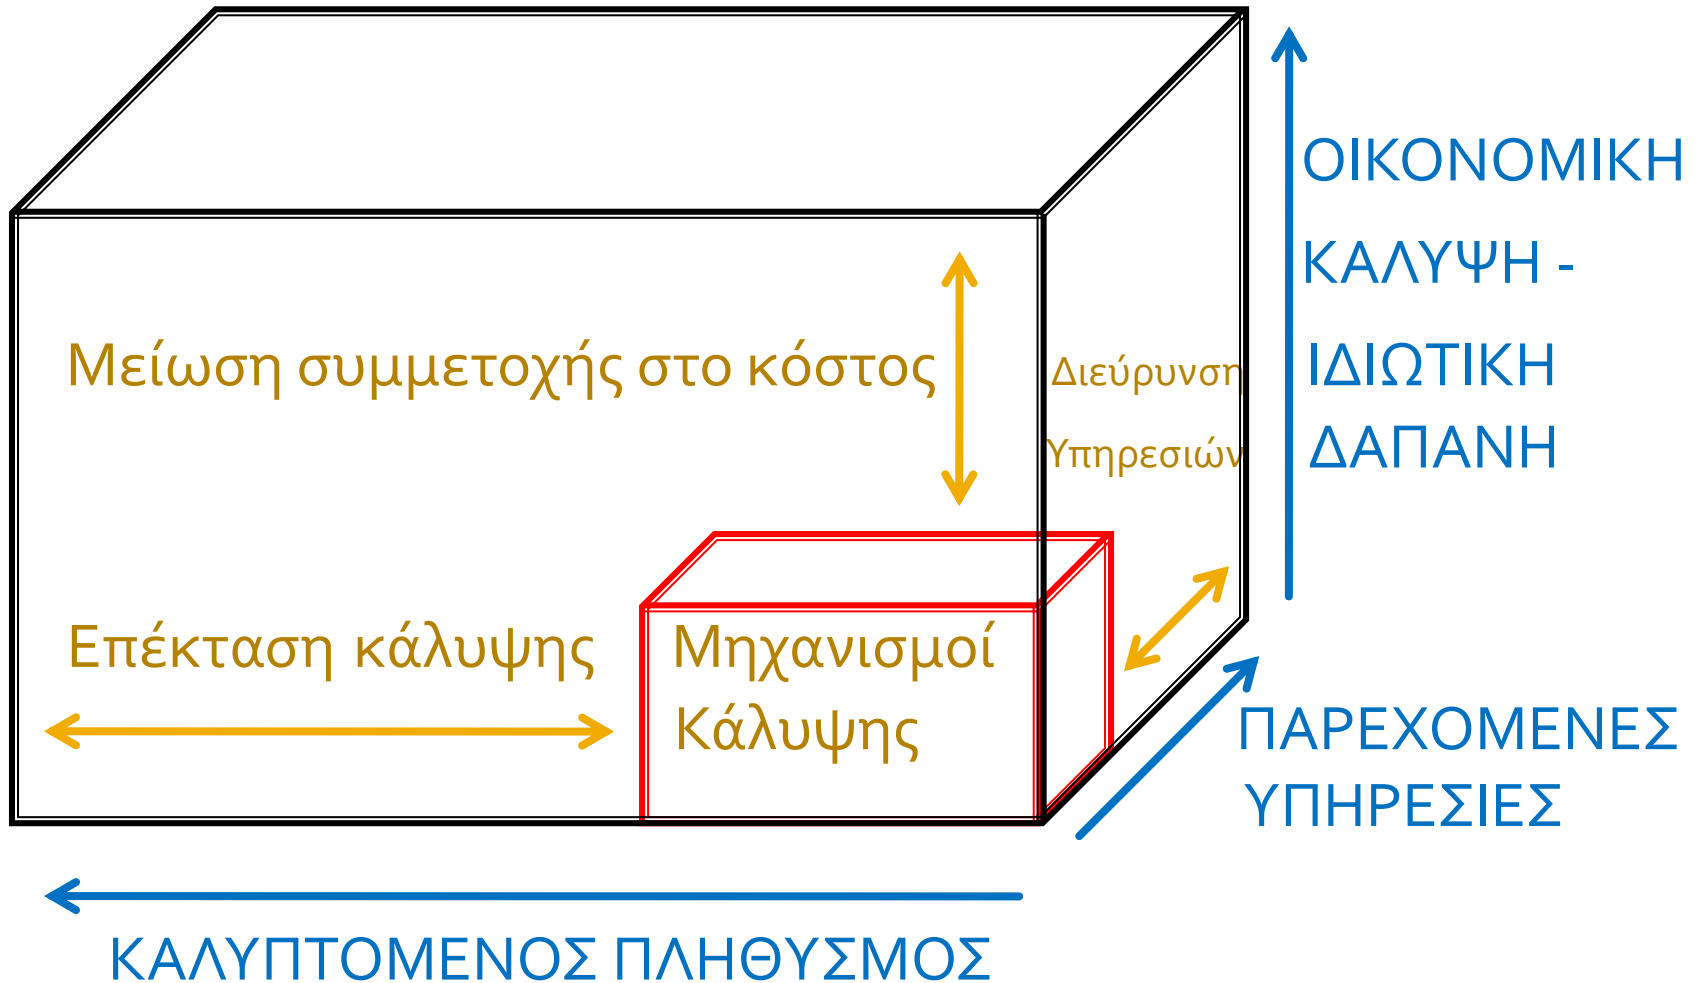 ΟΙΚΟΝΟΜΙΚΗ
ΚΑΛΥΨΗ -
ΙΔΙΩΤΙΚΗ
ΔΑΠΑΝΗ
Μείωση συμμετοχής στο κόστος
Διεύρυνση
Υπηρεσιών
Επέκταση κάλυψης
Μηχανισμοί
Κάλυψης
ΠΑΡΕΧΟΜΕΝΕΣ
ΥΠΗΡΕΣΙΕΣ
ΚΑΛΥΠΤΟΜΕΝΟΣ ΠΛΗΘΥΣΜΟΣ